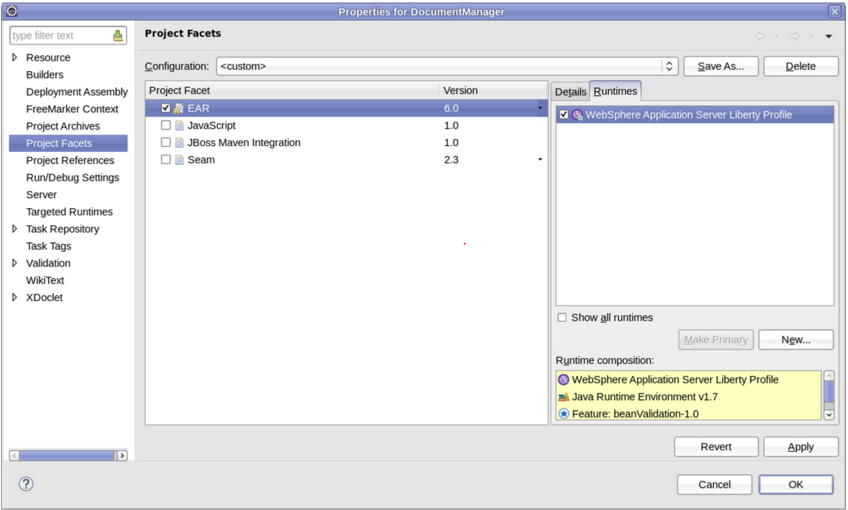 Properties for DocumentManager
type filter text
Resource
Builders
Deployment Assembly
FreeMarker Context
Project Archives
Project Facets
Project References
Run/Debug Settings
Server
Targeted Runtimes
Task Repository
Task Tags
Validation
WikiText
XDoclet
Project Facets
Configuration: <custom> Save As... Delete
Project Facet Version
EAR 6.0
JavaScript 1.0
JBoss Maven Integration 1.0
Seam 2.3
Details Runtimes
WebSphere Application Server Liberty Profile
Show all runtimes
Make Primary New...
Runtime composition:
WebSphere Application Server Liberty Profile
Java Runtime Environment v1.7
Feature: beanValidation-1.0
Revert Apply
Cancel OK